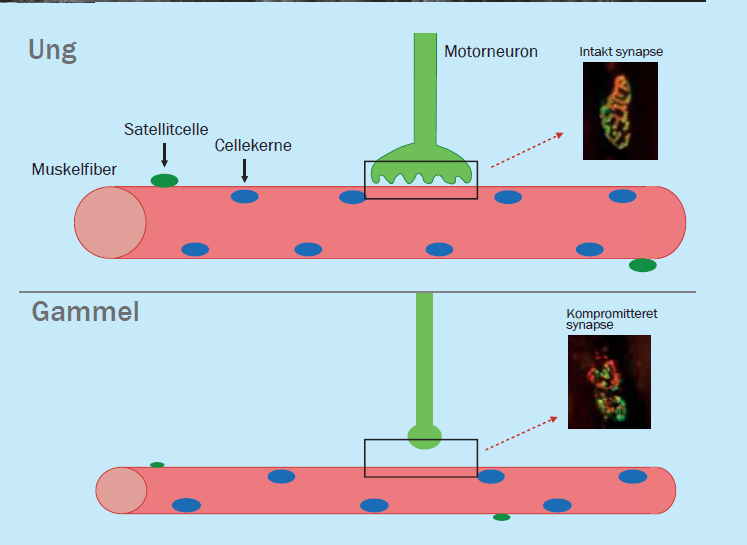 Ung
Motorneuron
Intakt synapse
Satellitcelle
Cellekerne
Muskelfiber
Gammel
Kompromitteret
synapse